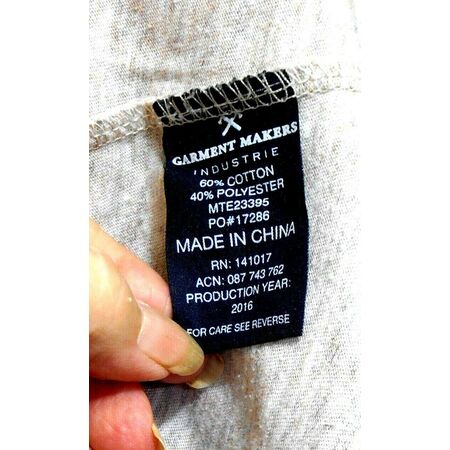 GARMENT MAKERS
INDUSTRIE
60% COTTON
40% POLYESTER
MTE23395
PO#17286
MADE IN CHINA
RN: 141017
ACN: 087 743 762
PRODUCTION YEAR:
2016
FOR CARE SEE REVERSE